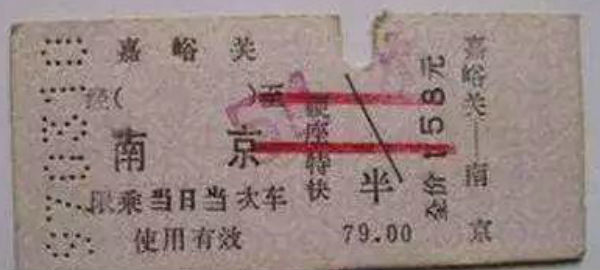 嘉峪关
经( )至
南京
限乘当日当次车
使用有效
硬座特快
半
79.00
全价158元
嘉峪关——南京